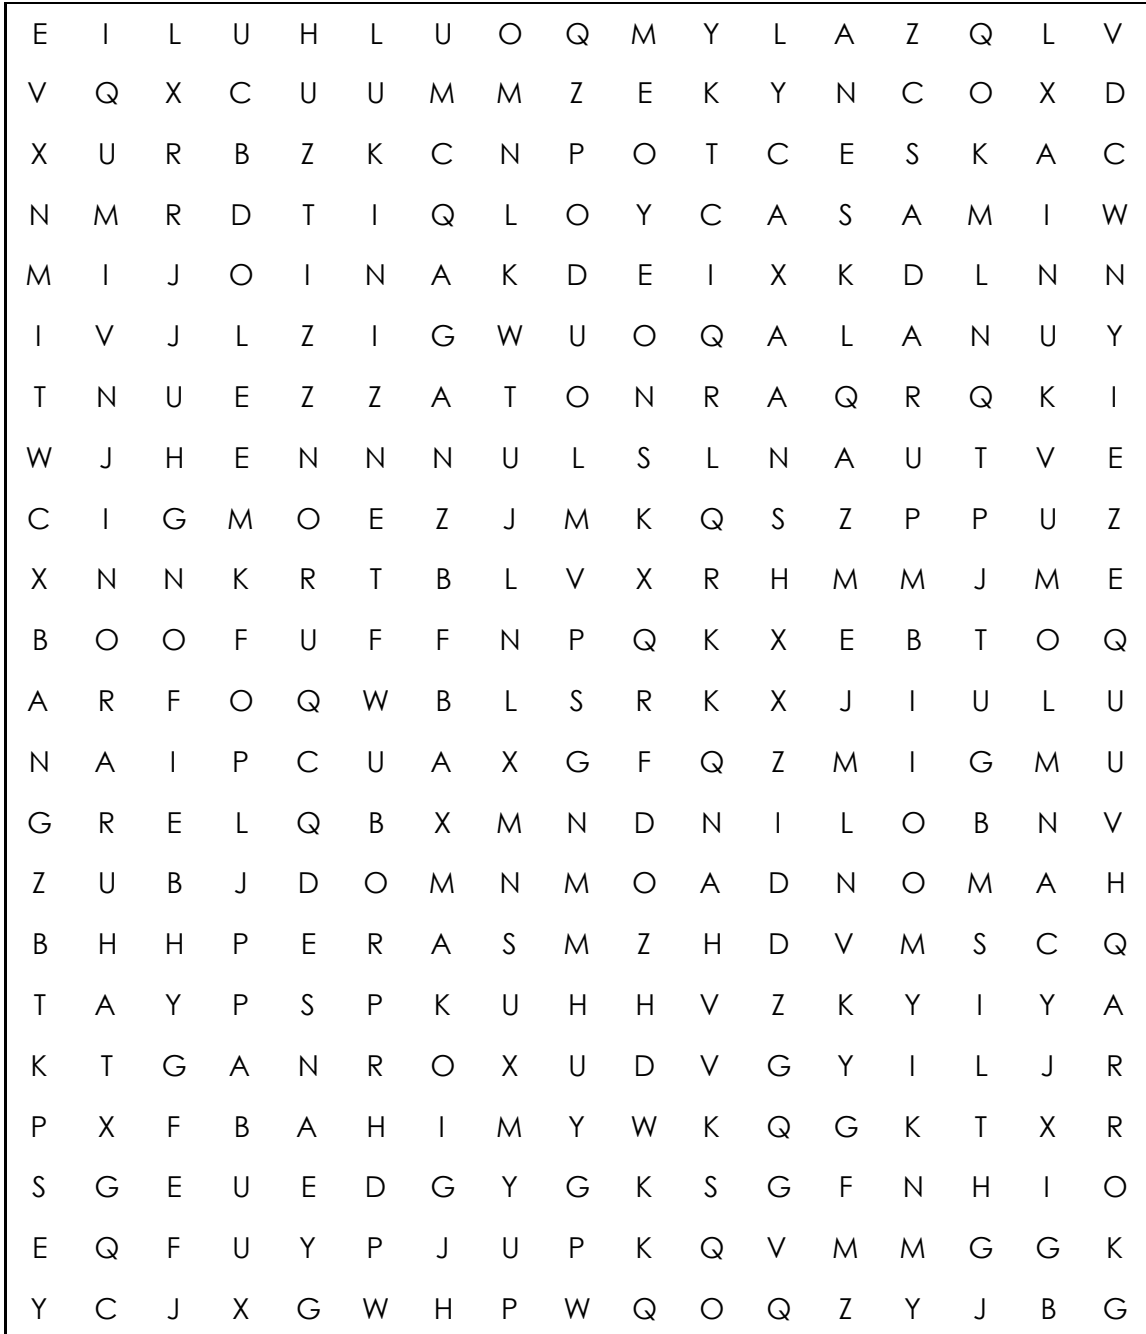 E I L U H L U O Q M Y L A Z Q L V
V Q X C U U M M Z E K Y N C O X D
X U R B Z K C N P O T C E S K A C
N M R D T I Q L O Y C A S A M I W
M I J O I N A K D E I X K D L N N
I V J L Z I G W U O Q A L A N U Y
T N U E Z Z A T O N R A Q R Q K I
W J H E N N N U L S L N A U T V E
C I G M O E Z J M K Q S Z P P U Z
X N N K R T B L V X R H M M J M E
B O O F U F F N P Q K X E B T O Q
A R F O Q W B L S R K X J I U L U
N A I P C U A X G F Q Z M I G M U
G R E L Q B X M N D N I L O B N V
Z U B J D O M N M O A D N O M A H
B H H P E R A S M Z H D V M S C Q
T A Y P S P K U H H V Z K Y I Y A
K T G A N R O X U D V G Y I L J R
P X F B A H I M Y W K Q G K T X R
S G E U E D G Y G K S G F N H I O
E Q F U Y P J U P K Q V M M G G K
Y C J X G W H P W Q O Q Z Y J B G